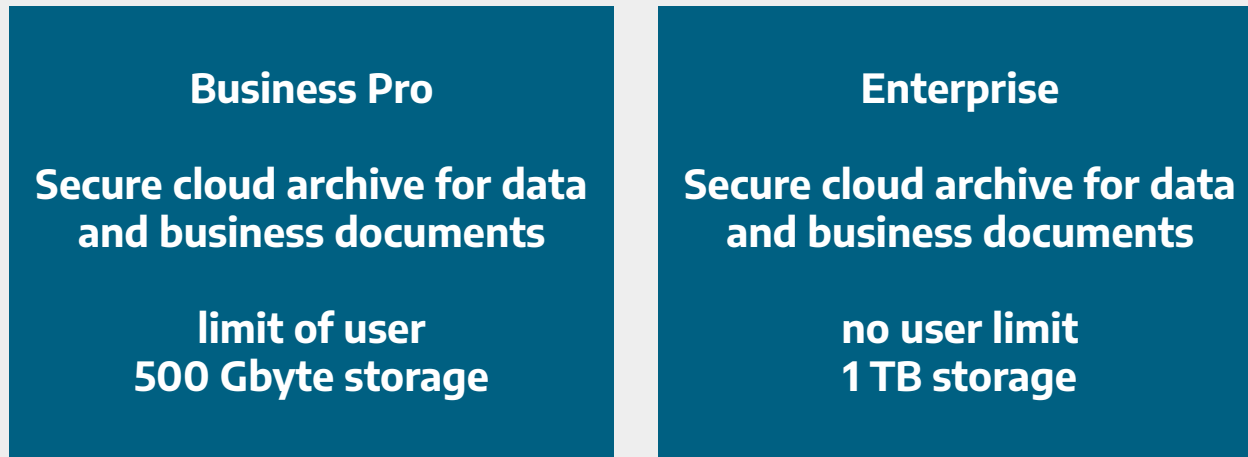 Business Pro
Secure cloud archive for data
and business documents
limit of user
500 Gbyte storage
Enterprise
Secure cloud archive for data
and business documents
no user limit
1 TB storage